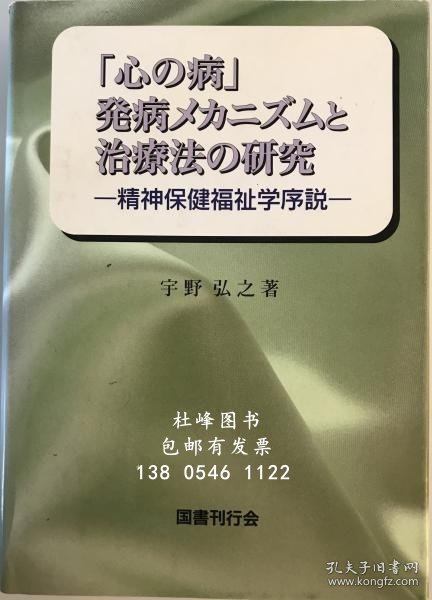 「心の病」
発病メカニズムと
治療法の研究
—精神保健福祉学序説—
宇野弘之著
杜峰图书
包邮有发票
138 0546 1122
国書刊行会
孔夫子旧书网
www.kongfz.com